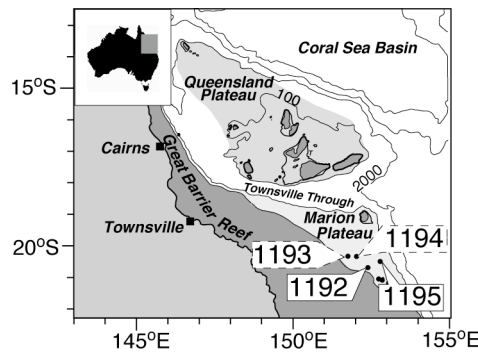 Coral Sea Basin
Queensland
Plateau
100
15°S
Cairns
Great Barrier Reef
2000
Townsville Through
Marion
Plateau
Townsville
20°S
1193
1194
1192
1195
145°E
150°E
155°E